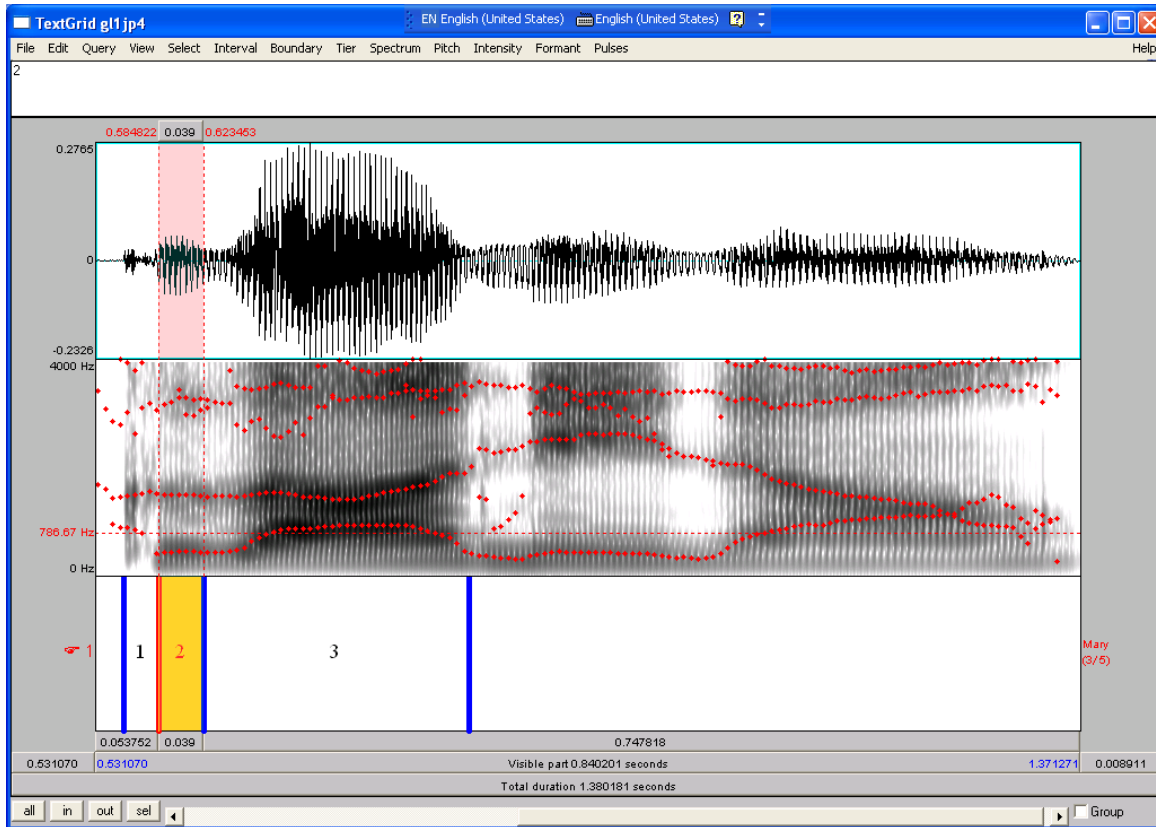 TextGrid gl1jp4
EN English (United States) English (United States) ?
File Edit Query View Select Interval Boundary Tier Spectrum Pitch Intensity Formant Pulses Help
2
0.584822 0.039 0.623453
0.2765
0
-0.2326
4000 Hz
786.67 Hz
0 Hz
1 1 2 3 Mary
(3/5)
0.053752 0.039 0.747818
0.531070 0.531070 Visible part 0.840201 seconds 1.371271 0.008911
Total duration 1.380181 seconds
all in out sel Group